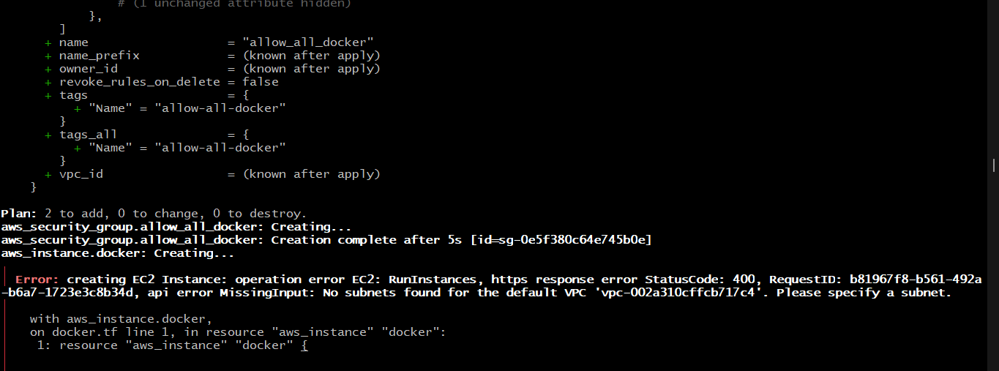 # (1 unchanged attribute hidden)
},
]
+ name = "allow_all_docker"
+ name_prefix = (known after apply)
+ owner_id = (known after apply)
+ revoke_rules_on_delete = false
+ tags = {
+ "Name" = "allow-all-docker"
}
+ tags_all = {
+ "Name" = "allow-all-docker"
}
+ vpc_id = (known after apply)
}
Plan: 2 to add, 0 to change, 0 to destroy.
aws_security_group.allow_all_docker: Creating...
aws_security_group.allow_all_docker: Creation complete after 5s [id=sg-0e5f380c64e745b0e]
aws_instance.docker: Creating...
Error: creating EC2 Instance: operation error EC2: RunInstances, https response error StatusCode: 400, RequestID: b81967f8-b561-492a
-b6a7-1723e3c8b34d, api error MissingInput: No subnets found for the default VPC 'vpc-002a310cffcb717c4'. Please specify a subnet.
with aws_instance.docker,
on docker.tf line 1, in resource "aws_instance" "docker":
1: resource "aws_instance" "docker" {